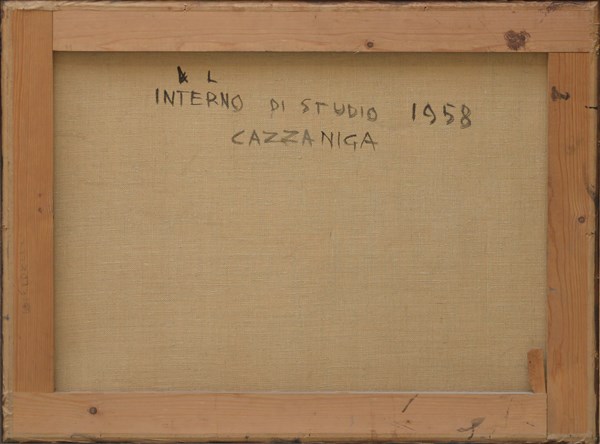 L
INTERNO DI STUDIO 1958
CAZZANIGA